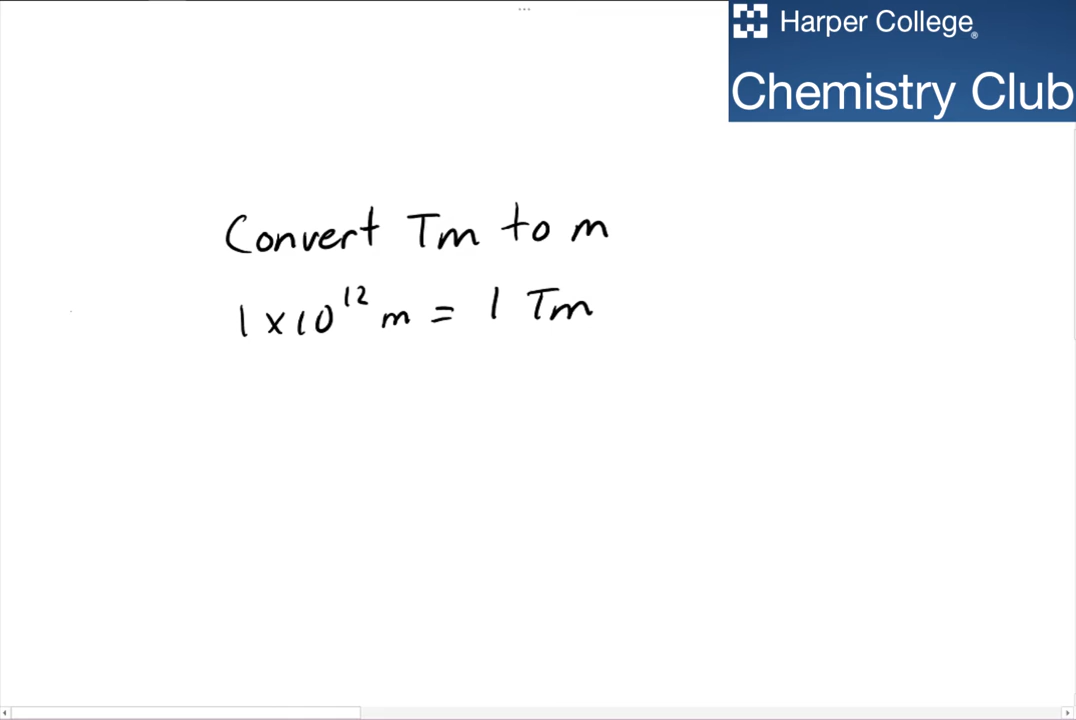 Harper College®
Chemistry Club
Convert Tm to m
1 × 10¹² m = 1 Tm